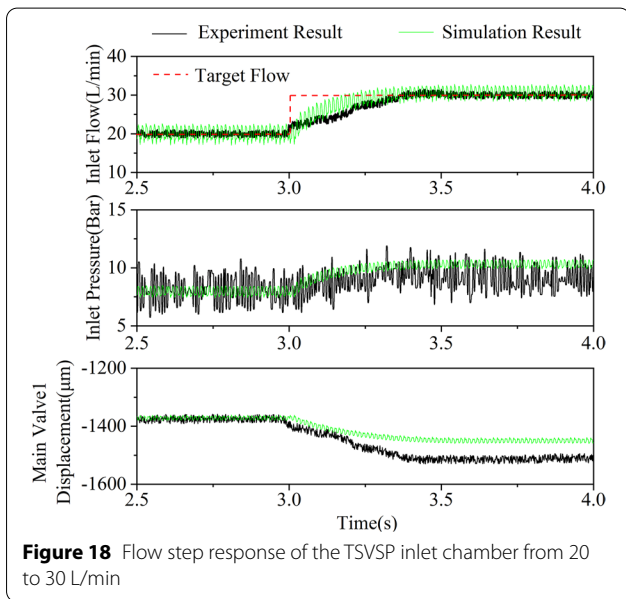 Experiment Result
Simulation Result
Target Flow
Inlet Flow(L/min)
40
30
20
10
2.5
3.0
3.5
4.0
Inlet Pressure(Bar)
15
10
5
2.5
3.0
3.5
4.0
Main Valve1
Displacement(μm)
-1200
-1400
-1600
2.5
3.0
3.5
4.0
Time(s)
Figure 18 Flow step response of the TSVSP inlet chamber from 20
to 30 L/min